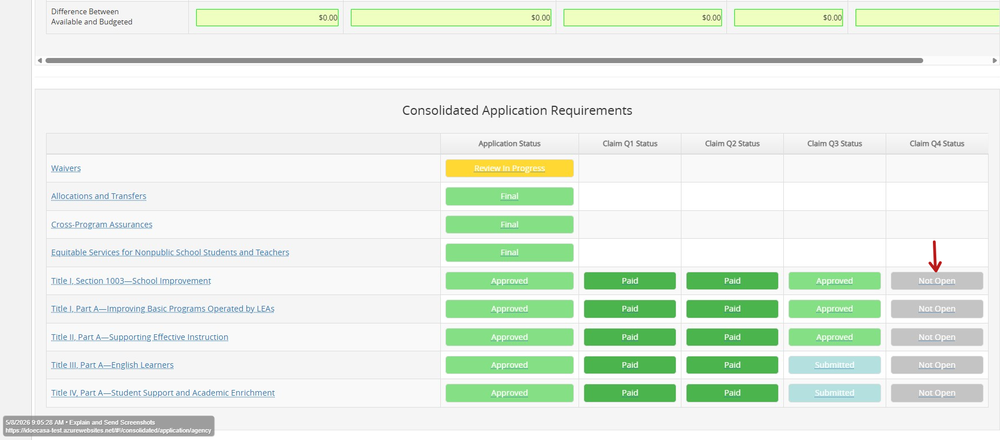 Difference Between
Available and Budgeted
$0.00 $0.00 $0.00 $0.00
Consolidated Application Requirements
Application Status Claim Q1 Status Claim Q2 Status Claim Q3 Status Claim Q4 Status
Waivers Review In Progress
Allocations and Transfers Final
Cross-Program Assurances Final
Equitable Services for Nonpublic School Students and Teachers Final
Title I, Section 1003—School Improvement Approved Paid Paid Approved Not Open
Title I, Part A—Improving Basic Programs Operated by LEAs Approved Paid Paid Approved Not Open
Title II, Part A—Supporting Effective Instruction Approved Paid Paid Approved Not Open
Title III, Part A—English Learners Approved Paid Paid Submitted Not Open
Title IV, Part A—Student Support and Academic Enrichment Approved Paid Paid Submitted Not Open
5/8/2026 9:05:28 AM • Explain and Send Screenshots
https://idoecasa-test.azurewebsites.net/#!/consolidated/application/agency